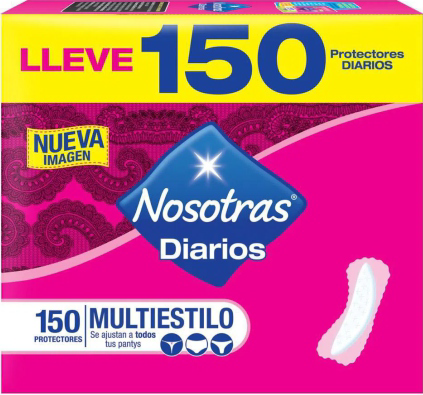 LLEVE 150 Protectores
DIARIOS
NUEVA
IMAGEN
Nosotras®
Diarios
150
PROTECTORES
MULTIESTILO
Se ajustan a todos
tus pantys